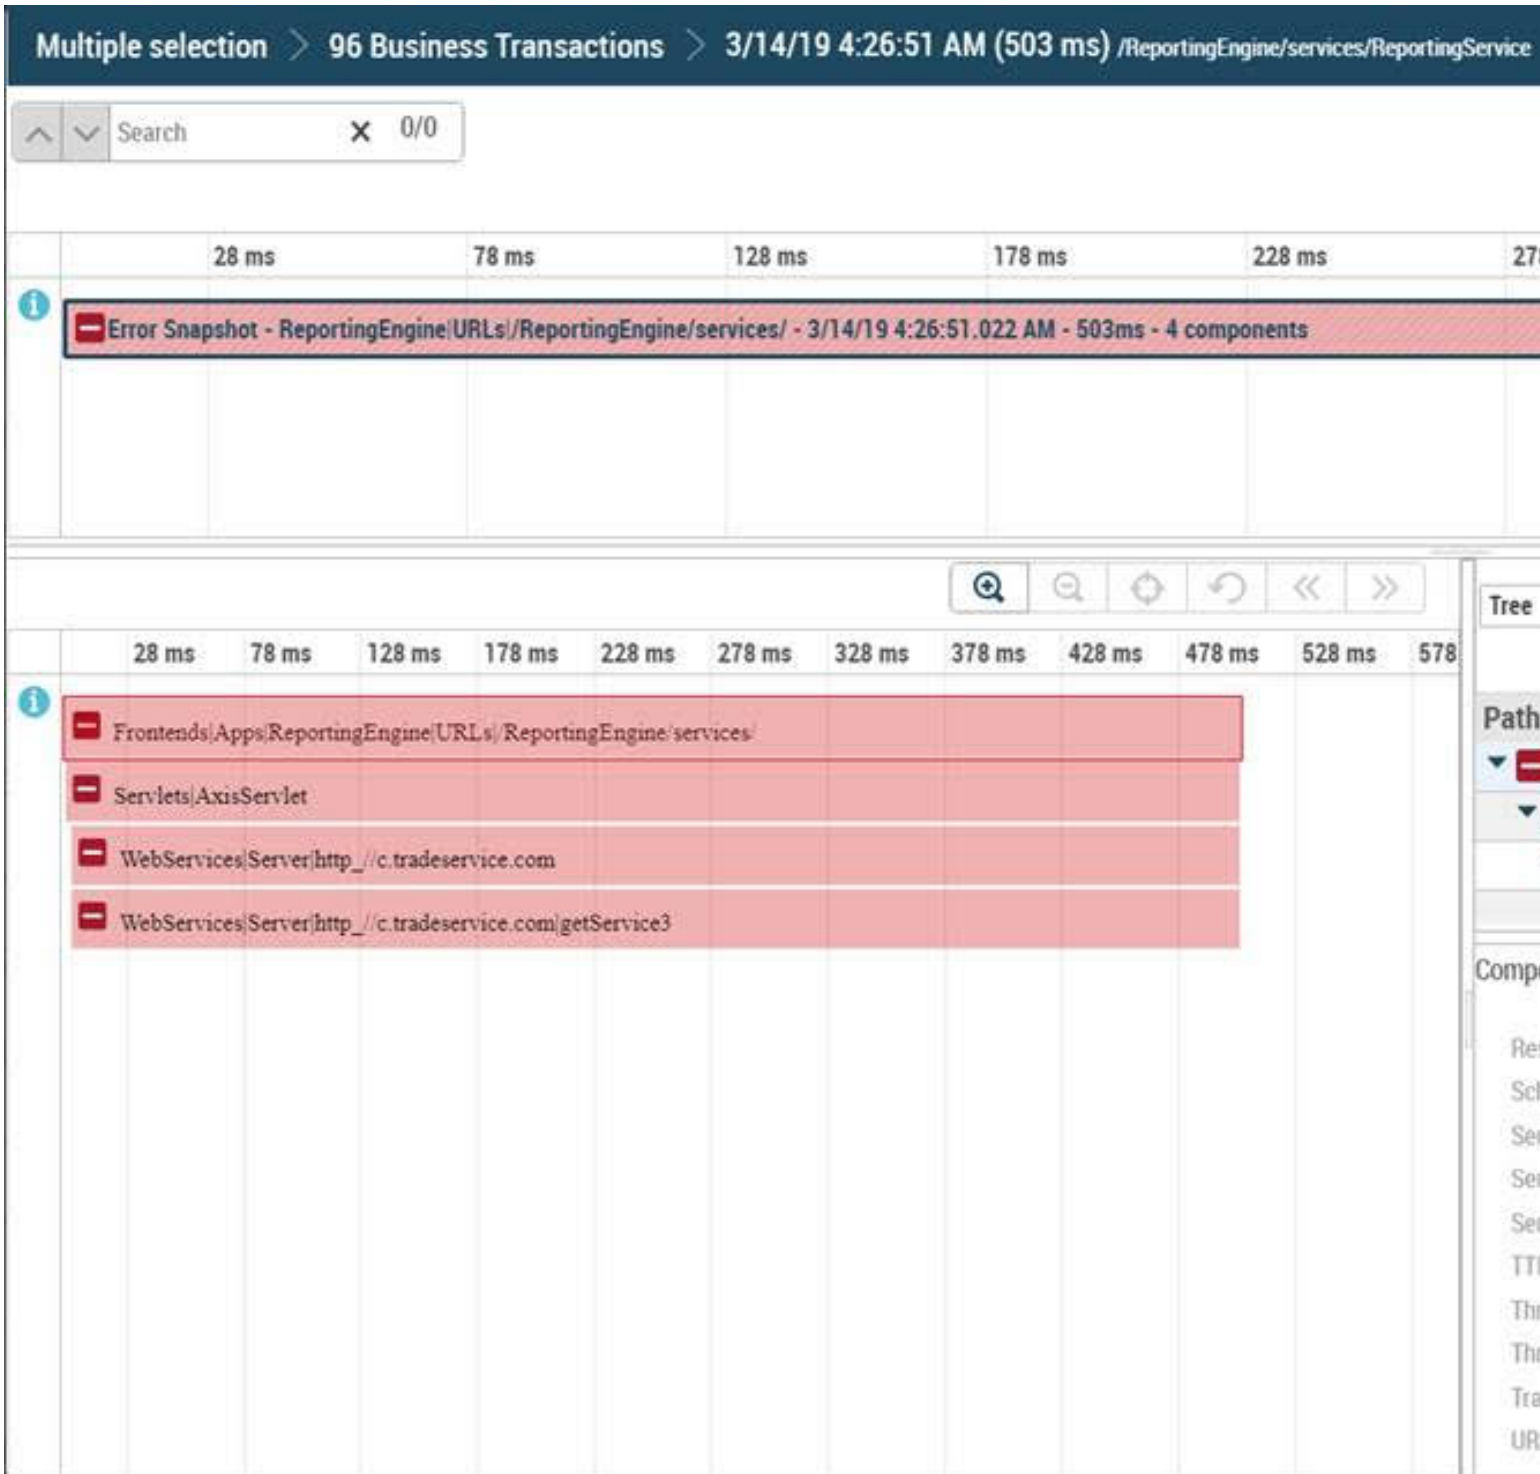 Multiple selection > 96 Business Transactions > 3/14/19 4:26:51 AM (503 ms) /ReportingEngine/services/ReportingService
Search 0/0
28 ms 78 ms 128 ms 178 ms 228 ms 278
Error Snapshot - ReportingEngine|URLs|/ReportingEngine/services/ - 3/14/19 4:26:51.022 AM - 503ms - 4 components
Tree
28 ms 78 ms 128 ms 178 ms 228 ms 278 ms 328 ms 378 ms 428 ms 478 ms 528 ms 578
Frontends|Apps|ReportingEngine|URLs|/ReportingEngine/services/
Path
Servlets|AxisServlet
WebServices|Server|http_//c.tradeservice.com
WebServices|Server|http_//c.tradeservice.com|getService3